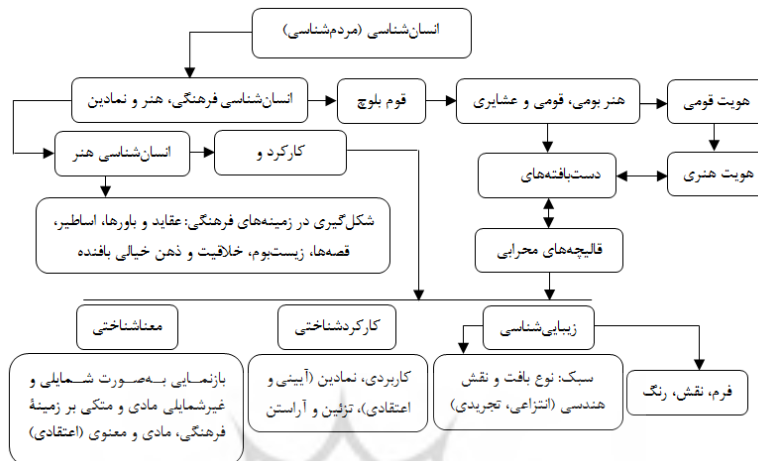 انسان‌شناسی (مردم‌شناسی)
انسان‌شناسی فرهنگی، هنر و نمادین
قوم بلوچ
هنر بومی، قومی و عشایری
هویت قومی
انسان‌شناسی هنر
کارکرد و
دست‌بافته‌های
هویت هنری
شکل‌گیری در زمینه‌های فرهنگی: عقاید و باورها، اساطیر،
قصه‌ها، زیست‌بوم، خلاقیت و ذهن خیالی بافنده
قالیچه‌های محرابی
معناشناختی
کارکردشناختی
زیبایی‌شناسی
بازنمایی به‌صورت شمایلی و
غیرشمایلی مادی و متکی بر زمینۀ
فرهنگی، مادی و معنوی (اعتقادی)
کاربردی، نمادین (آیینی و
اعتقادی)، تزئین و آراستن
سبک: نوع بافت و نقش
هندسی (انتزاعی، تجریدی)
فرم، نقش، رنگ